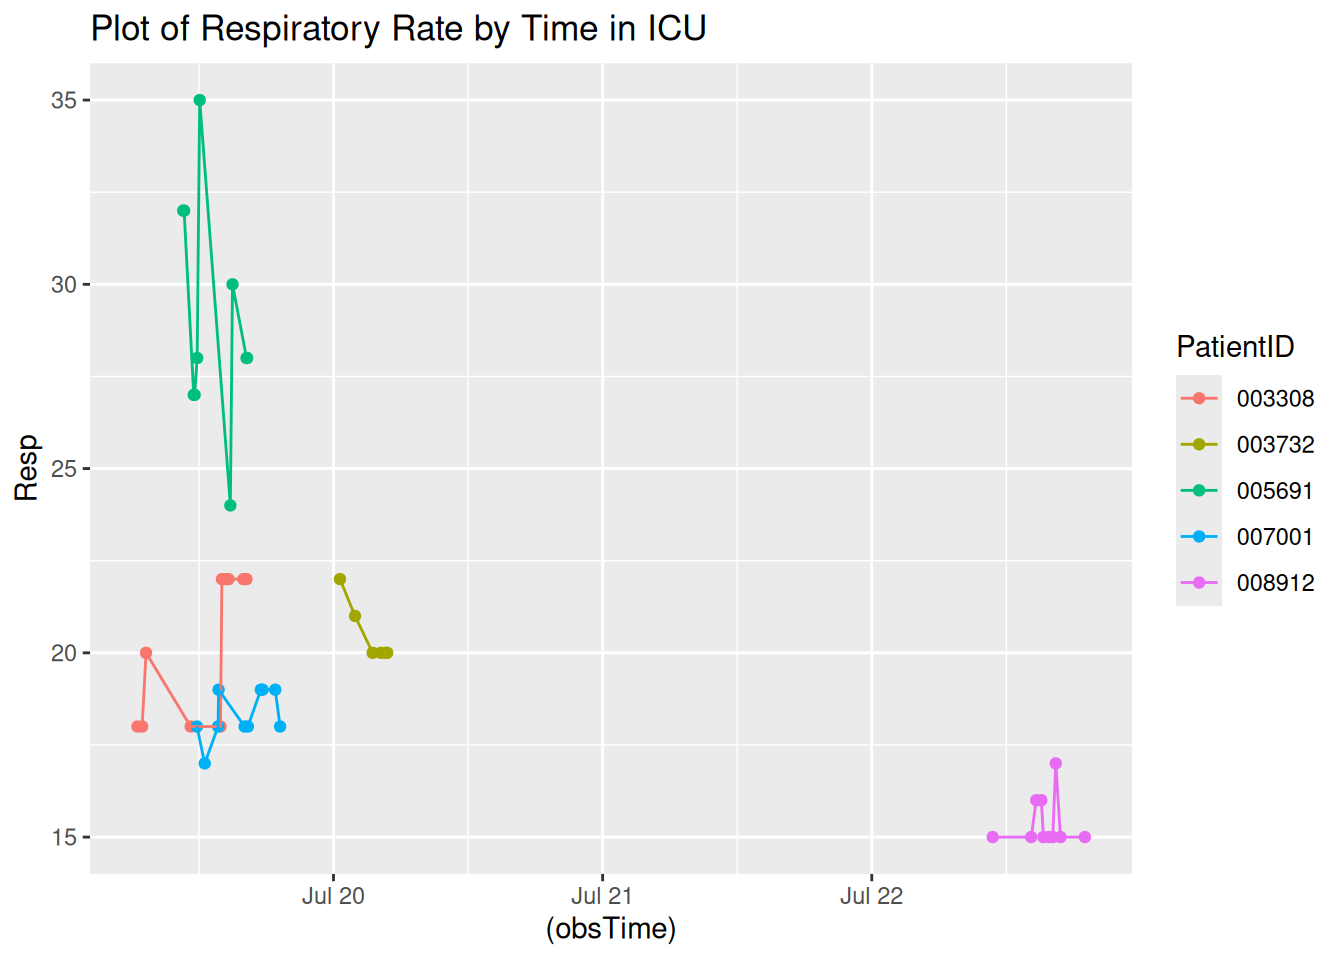 Plot of Respiratory Rate by Time in ICU
35
30
25
20
15
Resp
Jul 20
Jul 21
Jul 22
(obsTime)
PatientID
003308
003732
005691
007001
008912